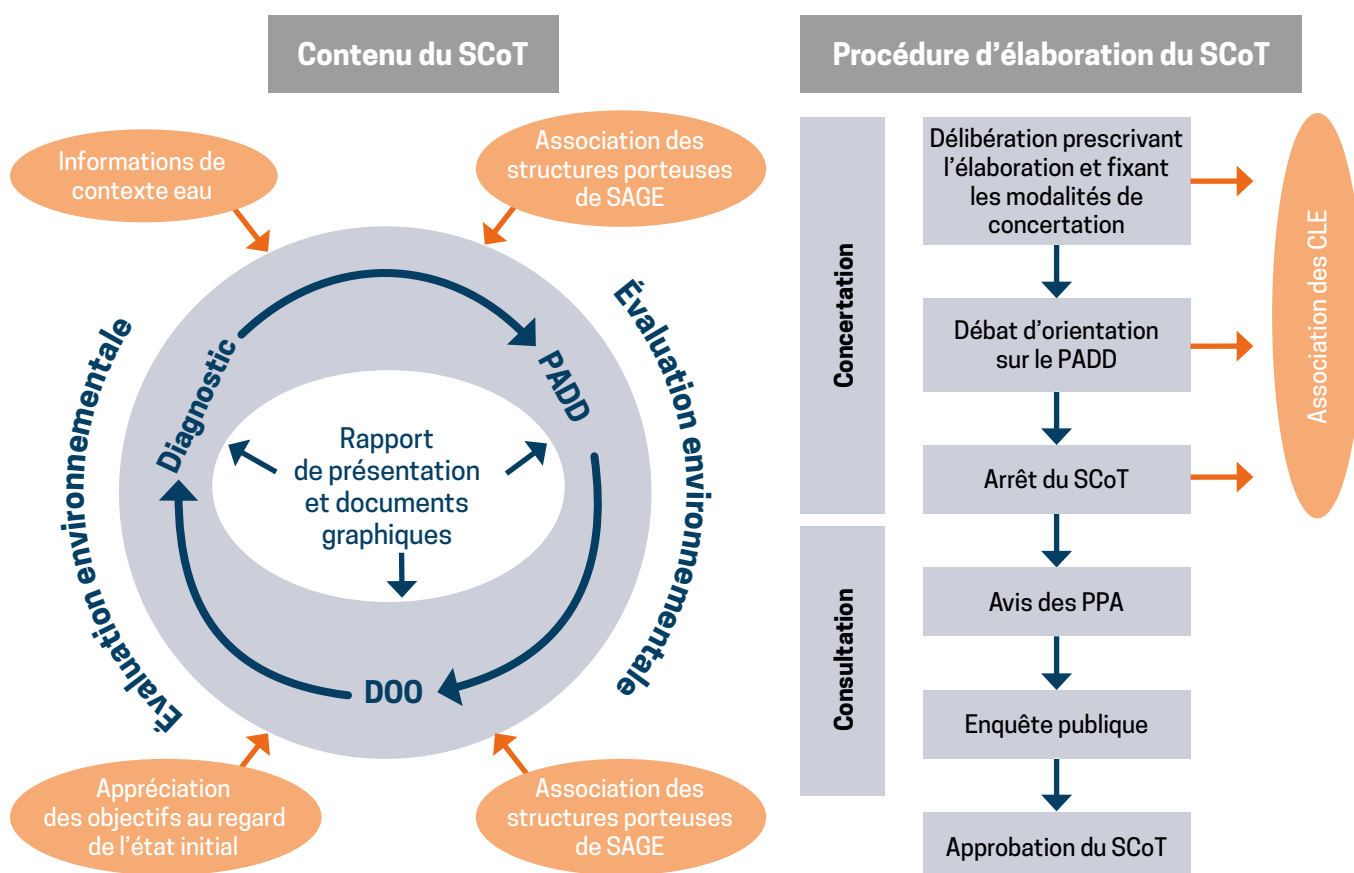 Contenu du SCoT
Informations de
contexte eau
Association des
structures porteuses
de SAGE
Évaluation environnementale
Diagnostic
PADD
Évaluation environnementale
Rapport
de présentation
et documents
graphiques
DOO
Appréciation
des objectifs au regard
de l'état initial
Association des
structures porteuses
de SAGE
Procédure d'élaboration du SCoT
Concertation
Délibération prescrivant
l'élaboration et fixant
les modalités de
concertation
Débat d'orientation
sur le PADD
Arrêt du SCoT
Association des CLE
Consultation
Avis des PPA
Enquête publique
Approbation du SCoT